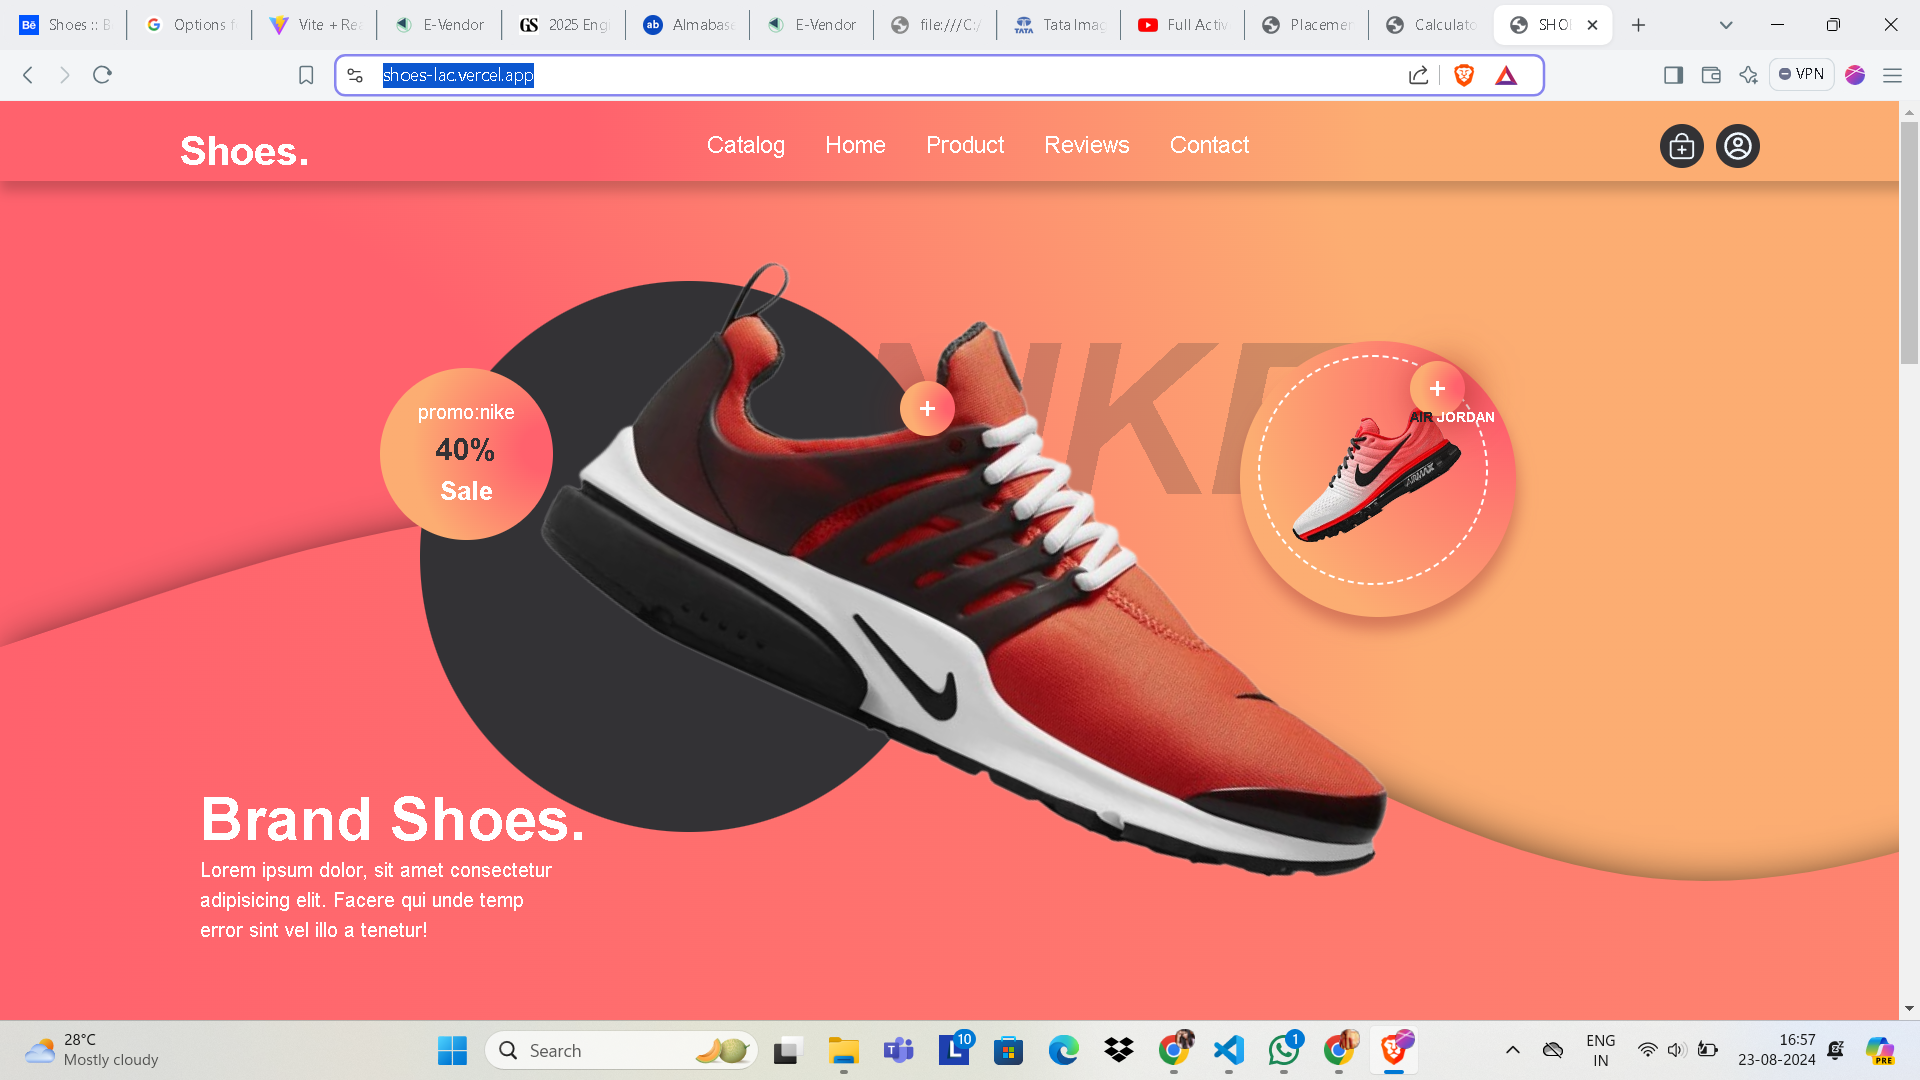 Shoes :: B
Options f
Vite + Rea
E-Vendor
2025 Engi
Almabase
E-Vendor
file:///C:/
Tata Imag
Full Activ
Placemen
Calculato
SHO
shoes-lac.vercel.app
VPN
Shoes.
Catalog Home Product Reviews Contact
NIKE
promo:nike
40%
Sale
AIR JORDAN
AIRMAX
Brand Shoes.
Lorem ipsum dolor, sit amet consectetur
adipisicing elit. Facere qui unde temp
error sint vel illo a tenetur!
28°C
Mostly cloudy
Search
10
1
ENG
IN
16:57
23-08-2024
PRE